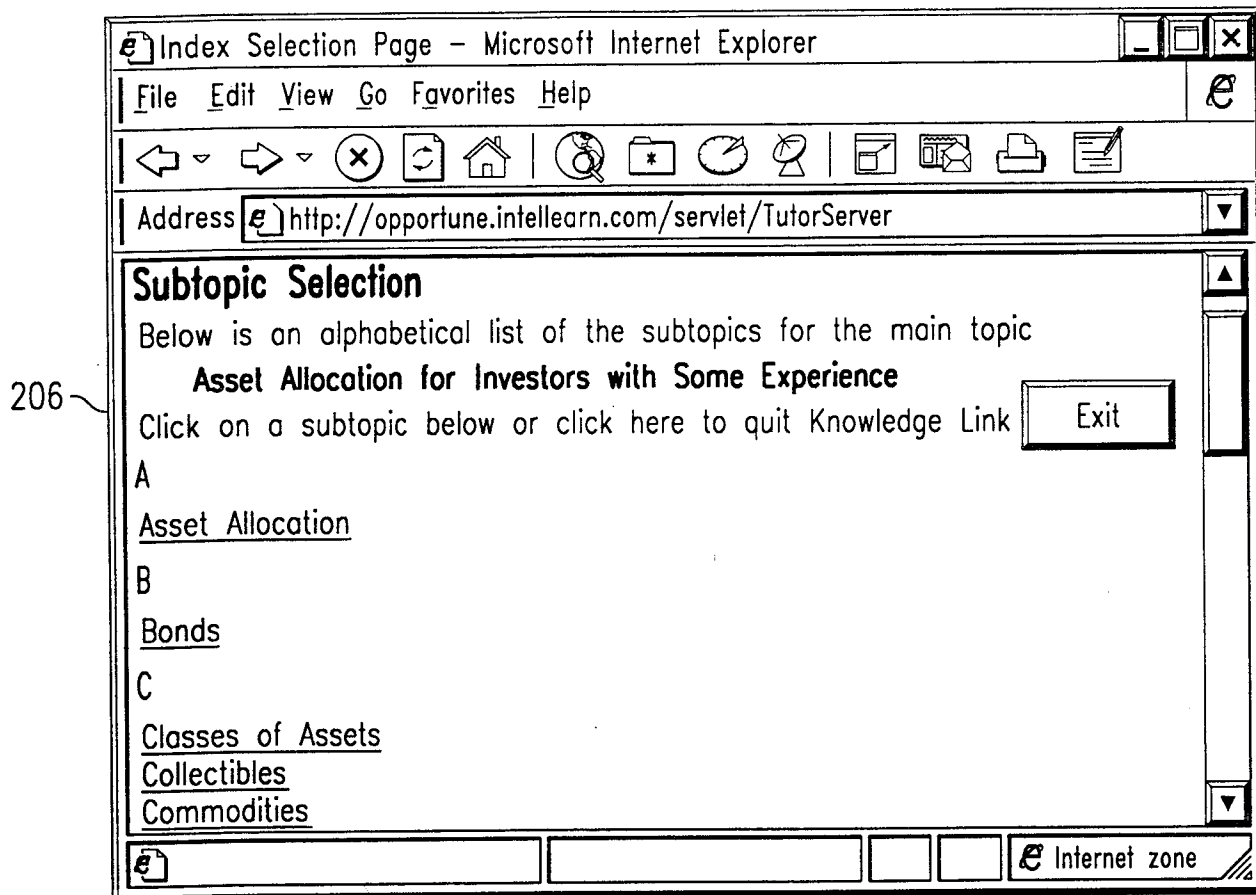 Index Selection Page – Microsoft Internet Explorer
File Edit View Go Favorites Help
Address http://opportune.intellearn.com/servlet/TutorServer
Subtopic Selection
Below is an alphabetical list of the subtopics for the main topic
Asset Allocation for Investors with Some Experience
206
Click on a subtopic below or click here to quit Knowledge Link Exit
A
Asset Allocation
B
Bonds
C
Classes of Assets
Collectibles
Commodities
Internet zone